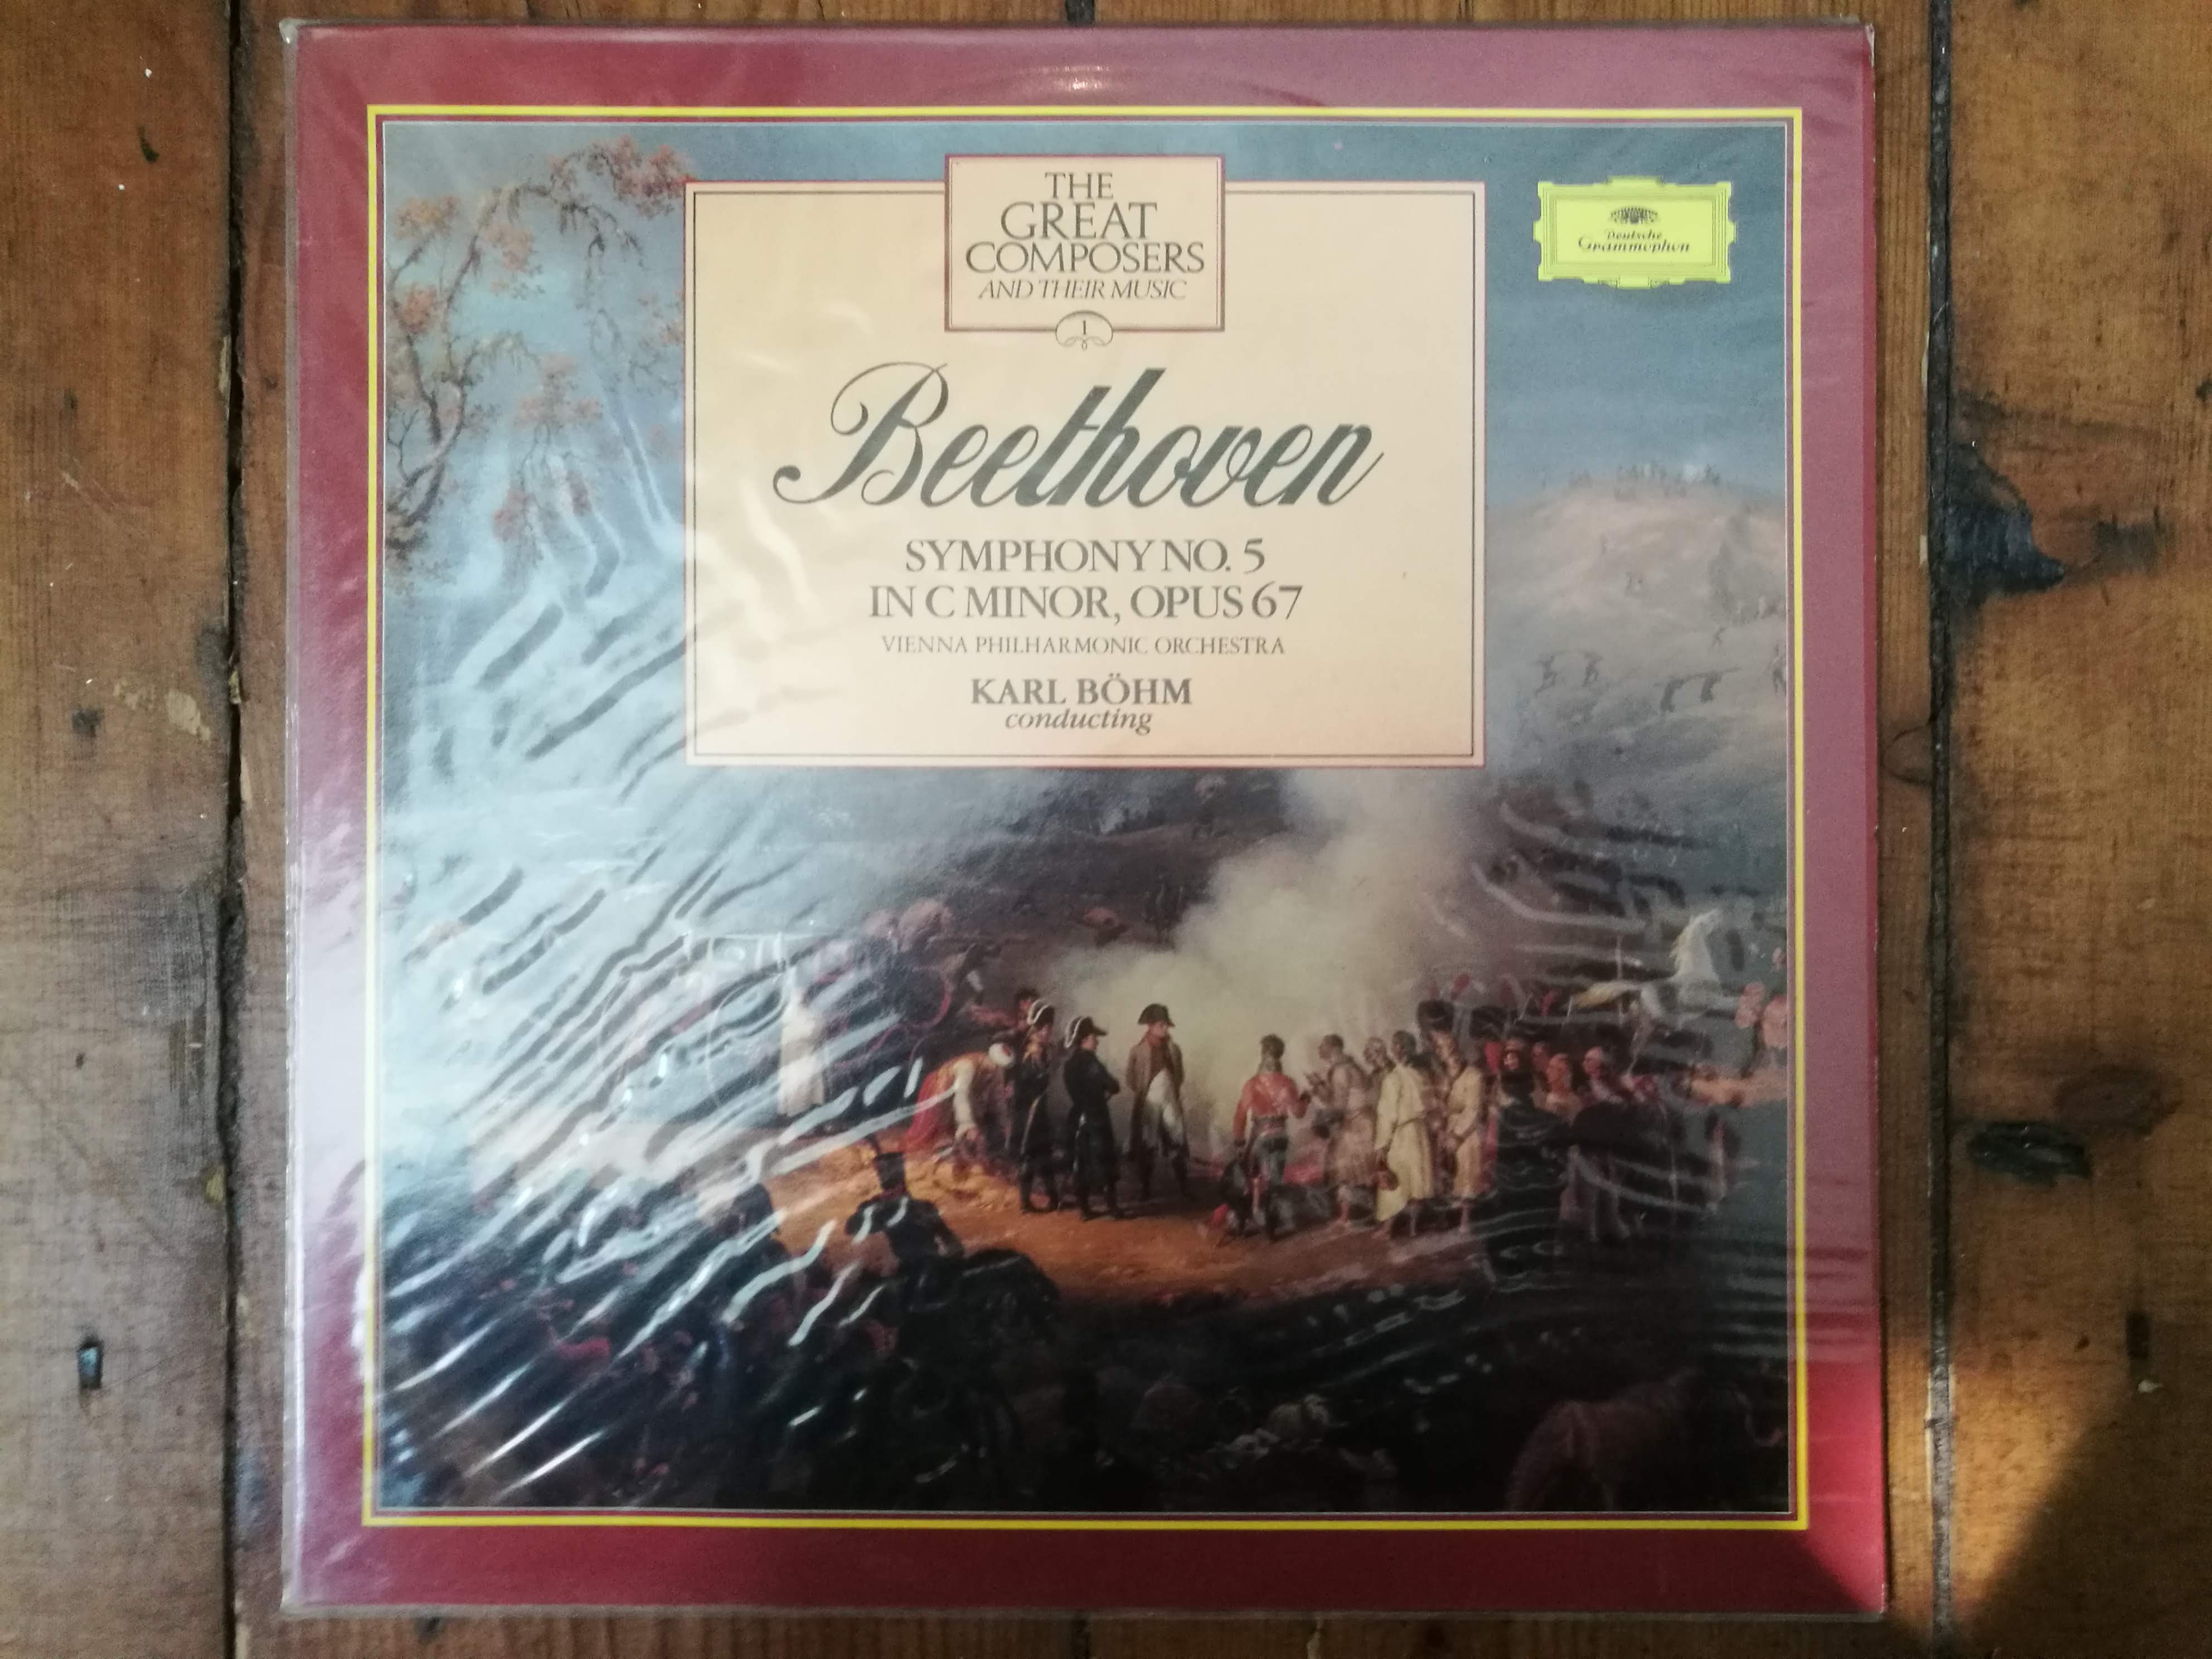 THE
GREAT
COMPOSERS
AND THEIR MUSIC
1
Deutsche
Grammophon
Beethoven
SYMPHONY NO. 5
IN C MINOR, OPUS 67
VIENNA PHILHARMONIC ORCHESTRA
KARL BÖHM
conducting